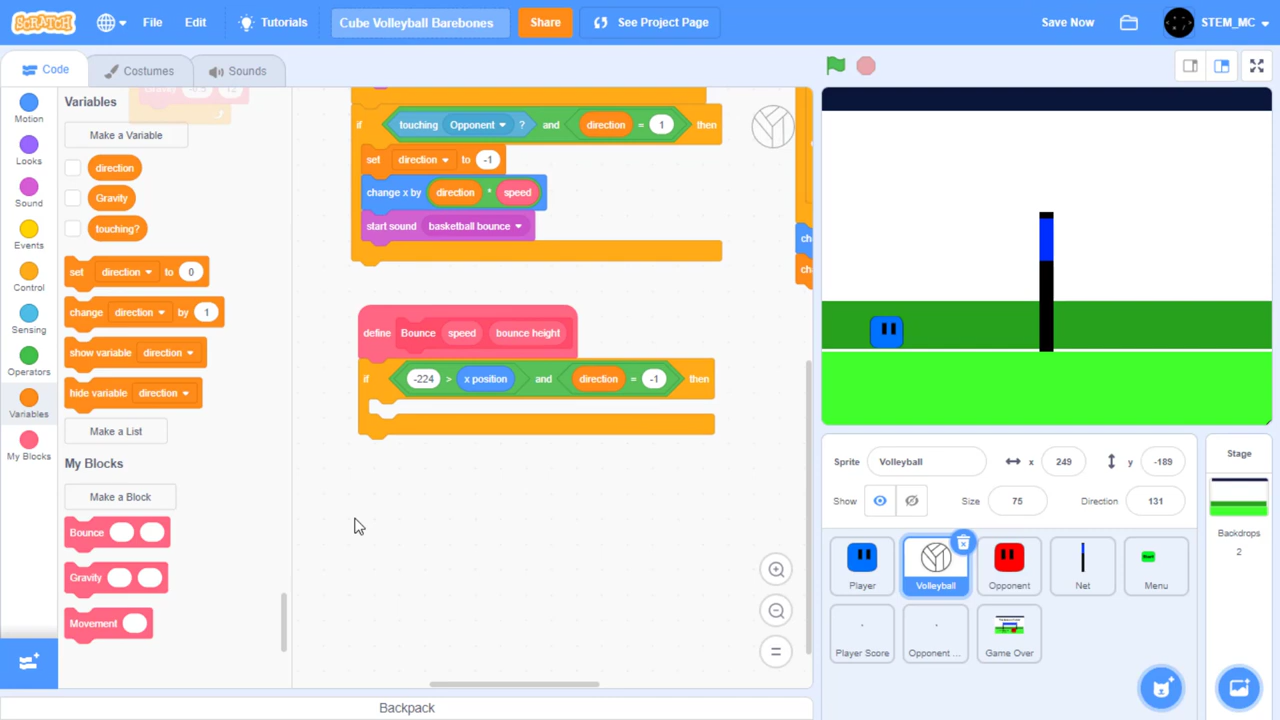 SCRATCH File Edit Tutorials Cube Volleyball Barebones Share See Project Page Save Now STEM_MC
Code Costumes Sounds
Motion
Looks
Sound
Events
Control
Sensing
Operators
Variables
My Blocks
Variables
Make a Variable
direction
Gravity
touching?
set direction to 0
change direction by 1
show variable direction
hide variable direction
Make a List
My Blocks
Make a Block
Bounce
Gravity
Movement
if touching Opponent ? and direction = 1 then
set direction to -1
change x by direction * speed
start sound basketball bounce
define Bounce speed bounce height
if -224 > x position and direction = -1 then
ch
ch
Backpack
Sprite Volleyball x 249 y -189
Show Size 75 Direction 131
Player
Volleyball
Opponent
Net
Menu
Player Score
Opponent ...
Game Over
Stage
Backdrops
2